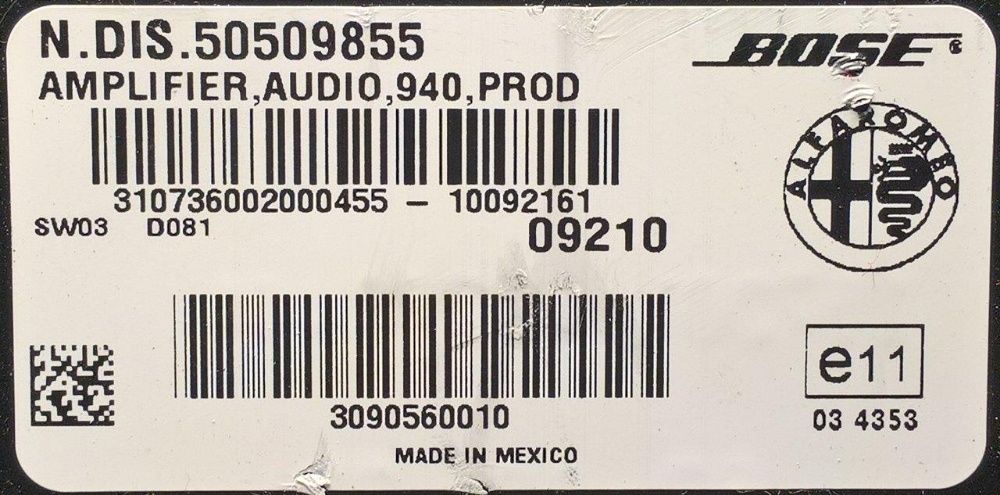 N.DIS.50509855
BOSE®
AMPLIFIER,AUDIO,940,PROD
ALFA ROMEO
310736002000455 – 10092161
SW03 D081
09210
e11
3090560010
03 4353
MADE IN MEXICO